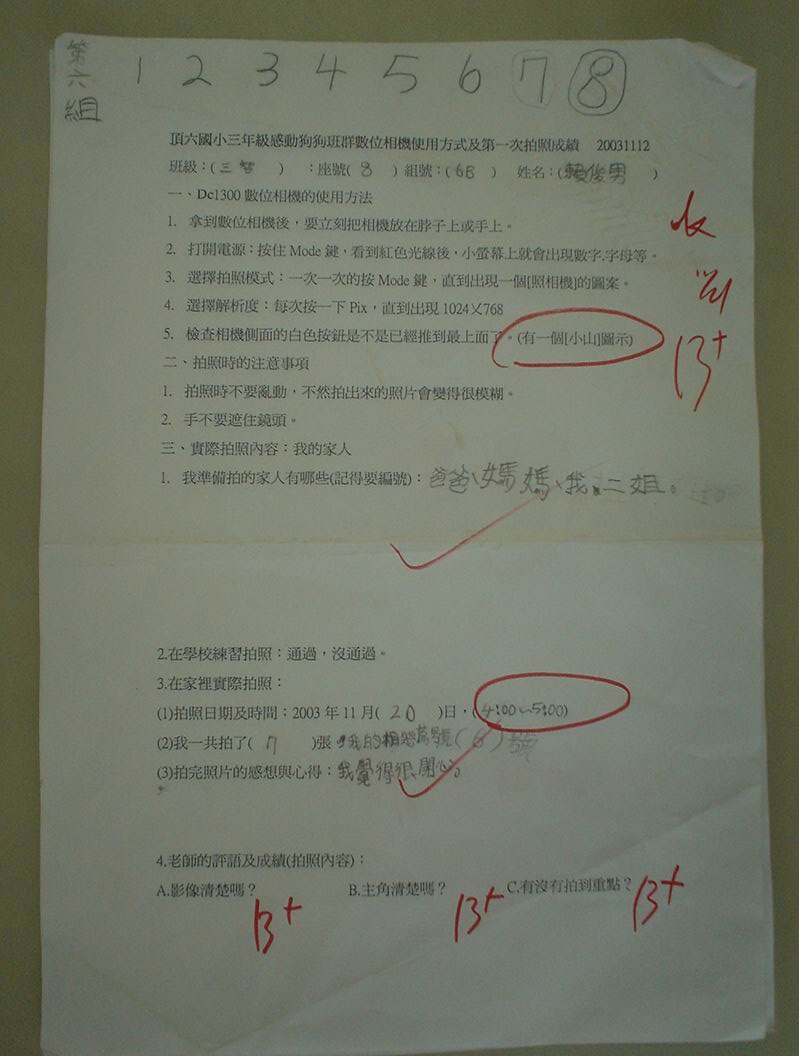 第六組
1 2 3 4 5 6 7 8
頂六國小三年級感動狗狗班群數位相機使用方式及第一次拍照成績 20031112
班級:(三智 ) :座號(8 ) 組號:(6B ) 姓名:(賴俊男 )
一、Dc1300數位相機的使用方法
1. 拿到數位相機後,要立刻把相機放在脖子上或手上。
2. 打開電源:按住Mode鍵,看到紅色光線後,小螢幕上就會出現數字.字母等。
3. 選擇拍照模式:一次一次的按Mode鍵,直到出現一個[照相機]的圖案。
4. 選擇解析度:每次按一下Pix,直到出現1024╳768
5. 檢查相機側面的白色按鈕是不是已經推到最上面了。(有一個[小山]圖示)
B+
二、拍照時的注意事項
1. 拍照時不要亂動,不然拍出來的照片會變得很模糊。
2. 手不要遮住鏡頭。
三、實際拍照內容:我的家人
1. 我準備拍的家人有哪些(記得要編號):爸爸、媽媽、我、二姐。
2.在學校練習拍照:通過,沒通過。
3.在家裡實際拍照:
(1)拍照日期及時間:2003年11月( 20 )日,(4:00~5:00)
(2)我一共拍了( 7 )張 我的相 號(6)號
(3)拍完照片的感想與心得:我覺得很開心。
4.老師的評語及成績(拍照內容):
A.影像清楚嗎? B.主角清楚嗎? C.有沒有拍到重點?
B+ B+ B+